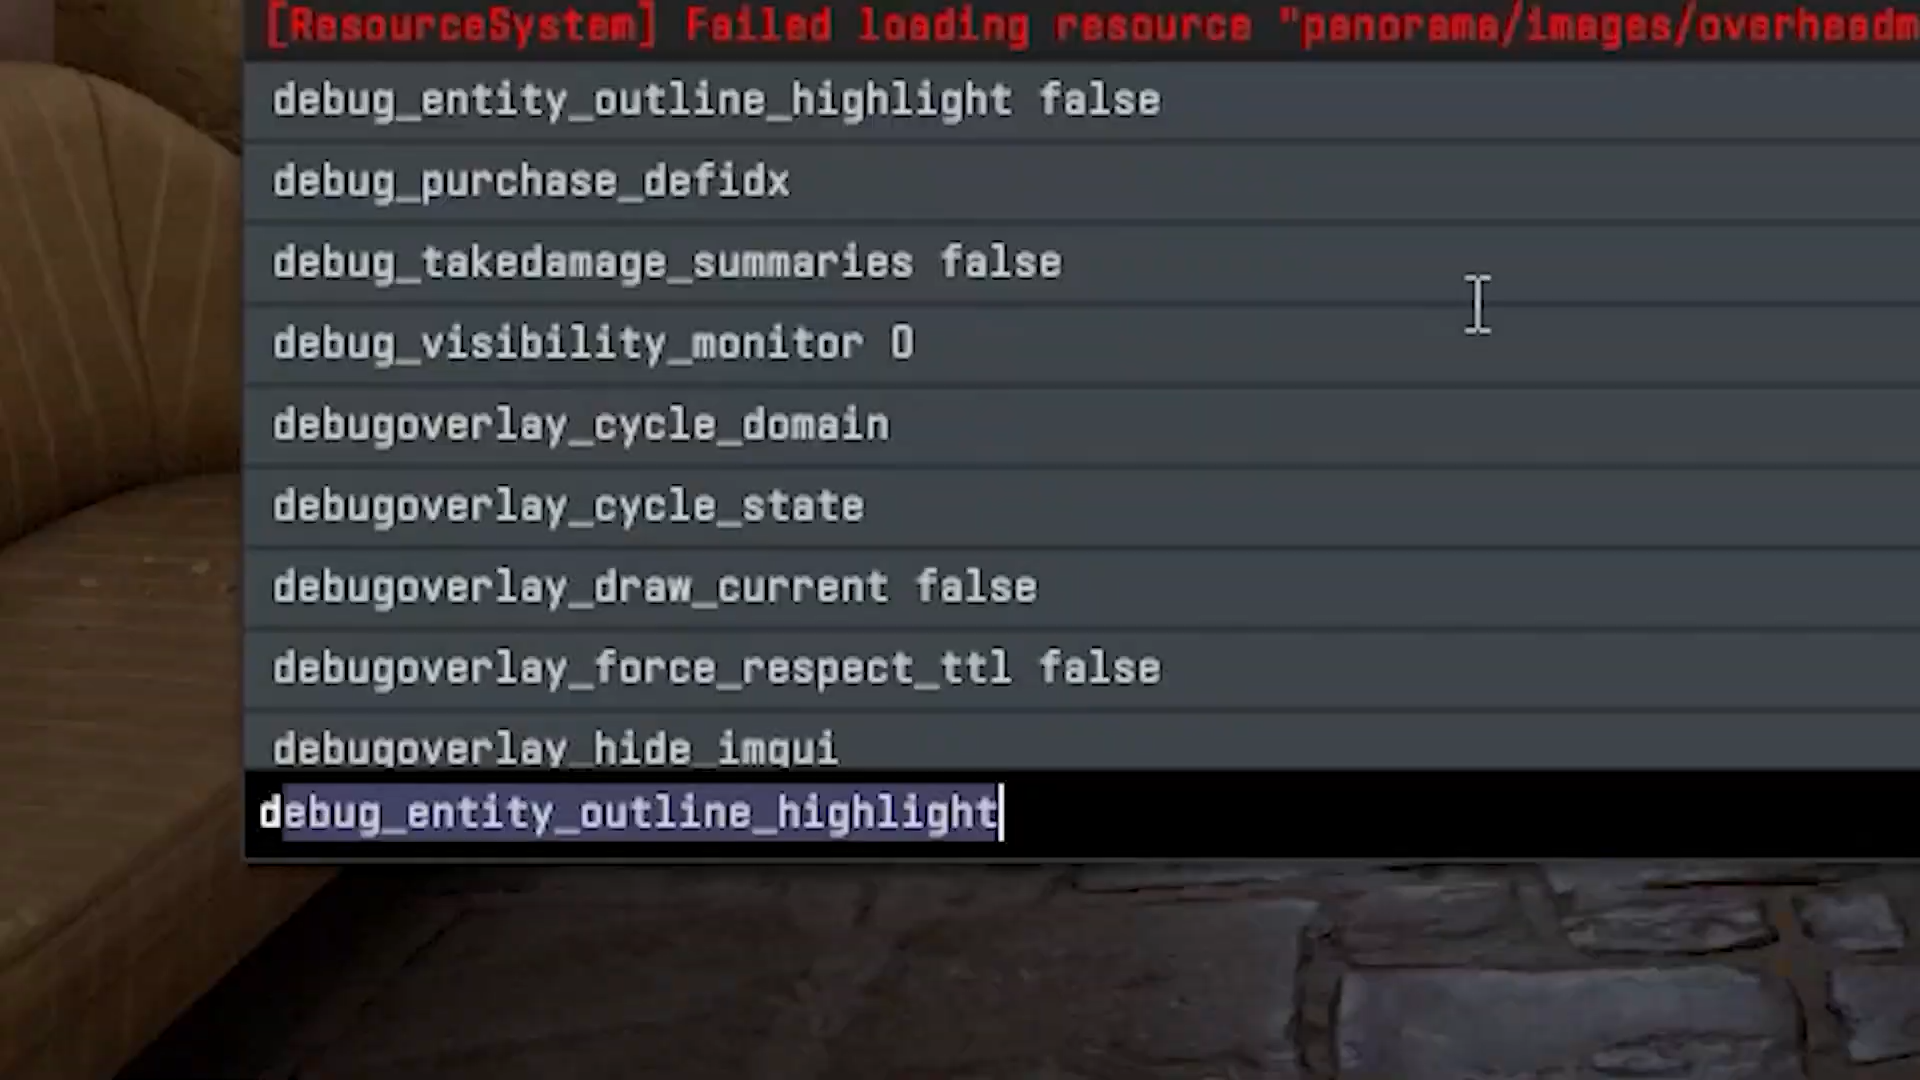 [ResourceSystem] Failed loading resource "panorama/images/overheadm
debug_entity_outline_highlight false
debug_purchase_defidx
debug_takedamage_summaries false
debug_visibility_monitor 0
debugoverlay_cycle_domain
debugoverlay_cycle_state
debugoverlay_draw_current false
debugoverlay_force_respect_ttl false
debugoverlay_hide_imgui
debug_entity_outline_highlight